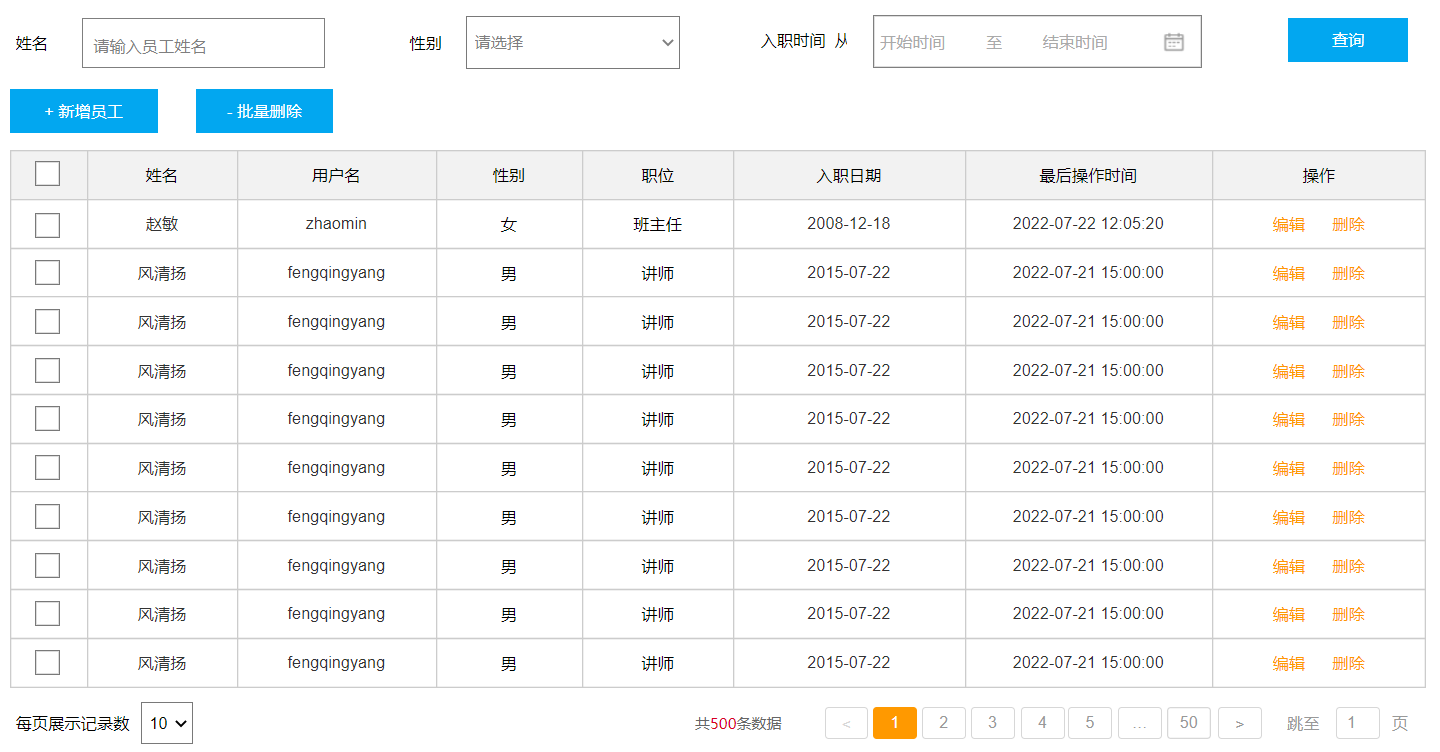 姓名 请输入员工姓名 性别 请选择 入职时间 从 开始时间 至 结束时间 查询
+ 新增员工 - 批量删除
姓名 用户名 性别 职位 入职日期 最后操作时间 操作
赵敏 zhaomin 女 班主任 2008-12-18 2022-07-22 12:05:20 编辑 删除
风清扬 fengqingyang 男 讲师 2015-07-22 2022-07-21 15:00:00 编辑 删除
风清扬 fengqingyang 男 讲师 2015-07-22 2022-07-21 15:00:00 编辑 删除
风清扬 fengqingyang 男 讲师 2015-07-22 2022-07-21 15:00:00 编辑 删除
风清扬 fengqingyang 男 讲师 2015-07-22 2022-07-21 15:00:00 编辑 删除
风清扬 fengqingyang 男 讲师 2015-07-22 2022-07-21 15:00:00 编辑 删除
风清扬 fengqingyang 男 讲师 2015-07-22 2022-07-21 15:00:00 编辑 删除
风清扬 fengqingyang 男 讲师 2015-07-22 2022-07-21 15:00:00 编辑 删除
风清扬 fengqingyang 男 讲师 2015-07-22 2022-07-21 15:00:00 编辑 删除
风清扬 fengqingyang 男 讲师 2015-07-22 2022-07-21 15:00:00 编辑 删除
每页展示记录数 10 共500条数据 < 1 2 3 4 5 ... 50 > 跳至 1 页